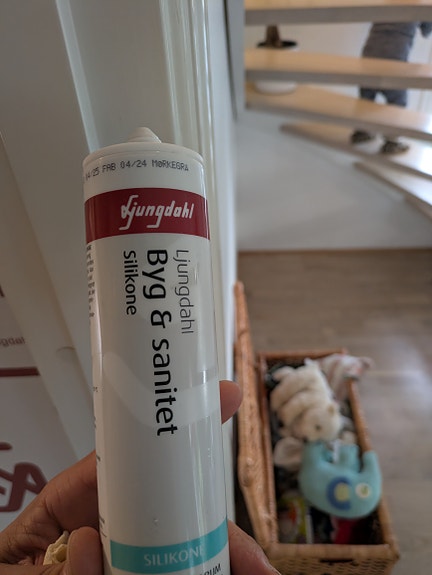 04/25 FAB 04/24 MØRKEGRÅ
Ljungdahl
Ljungdahl
Byg & sanitet
silikone
SILIKONE